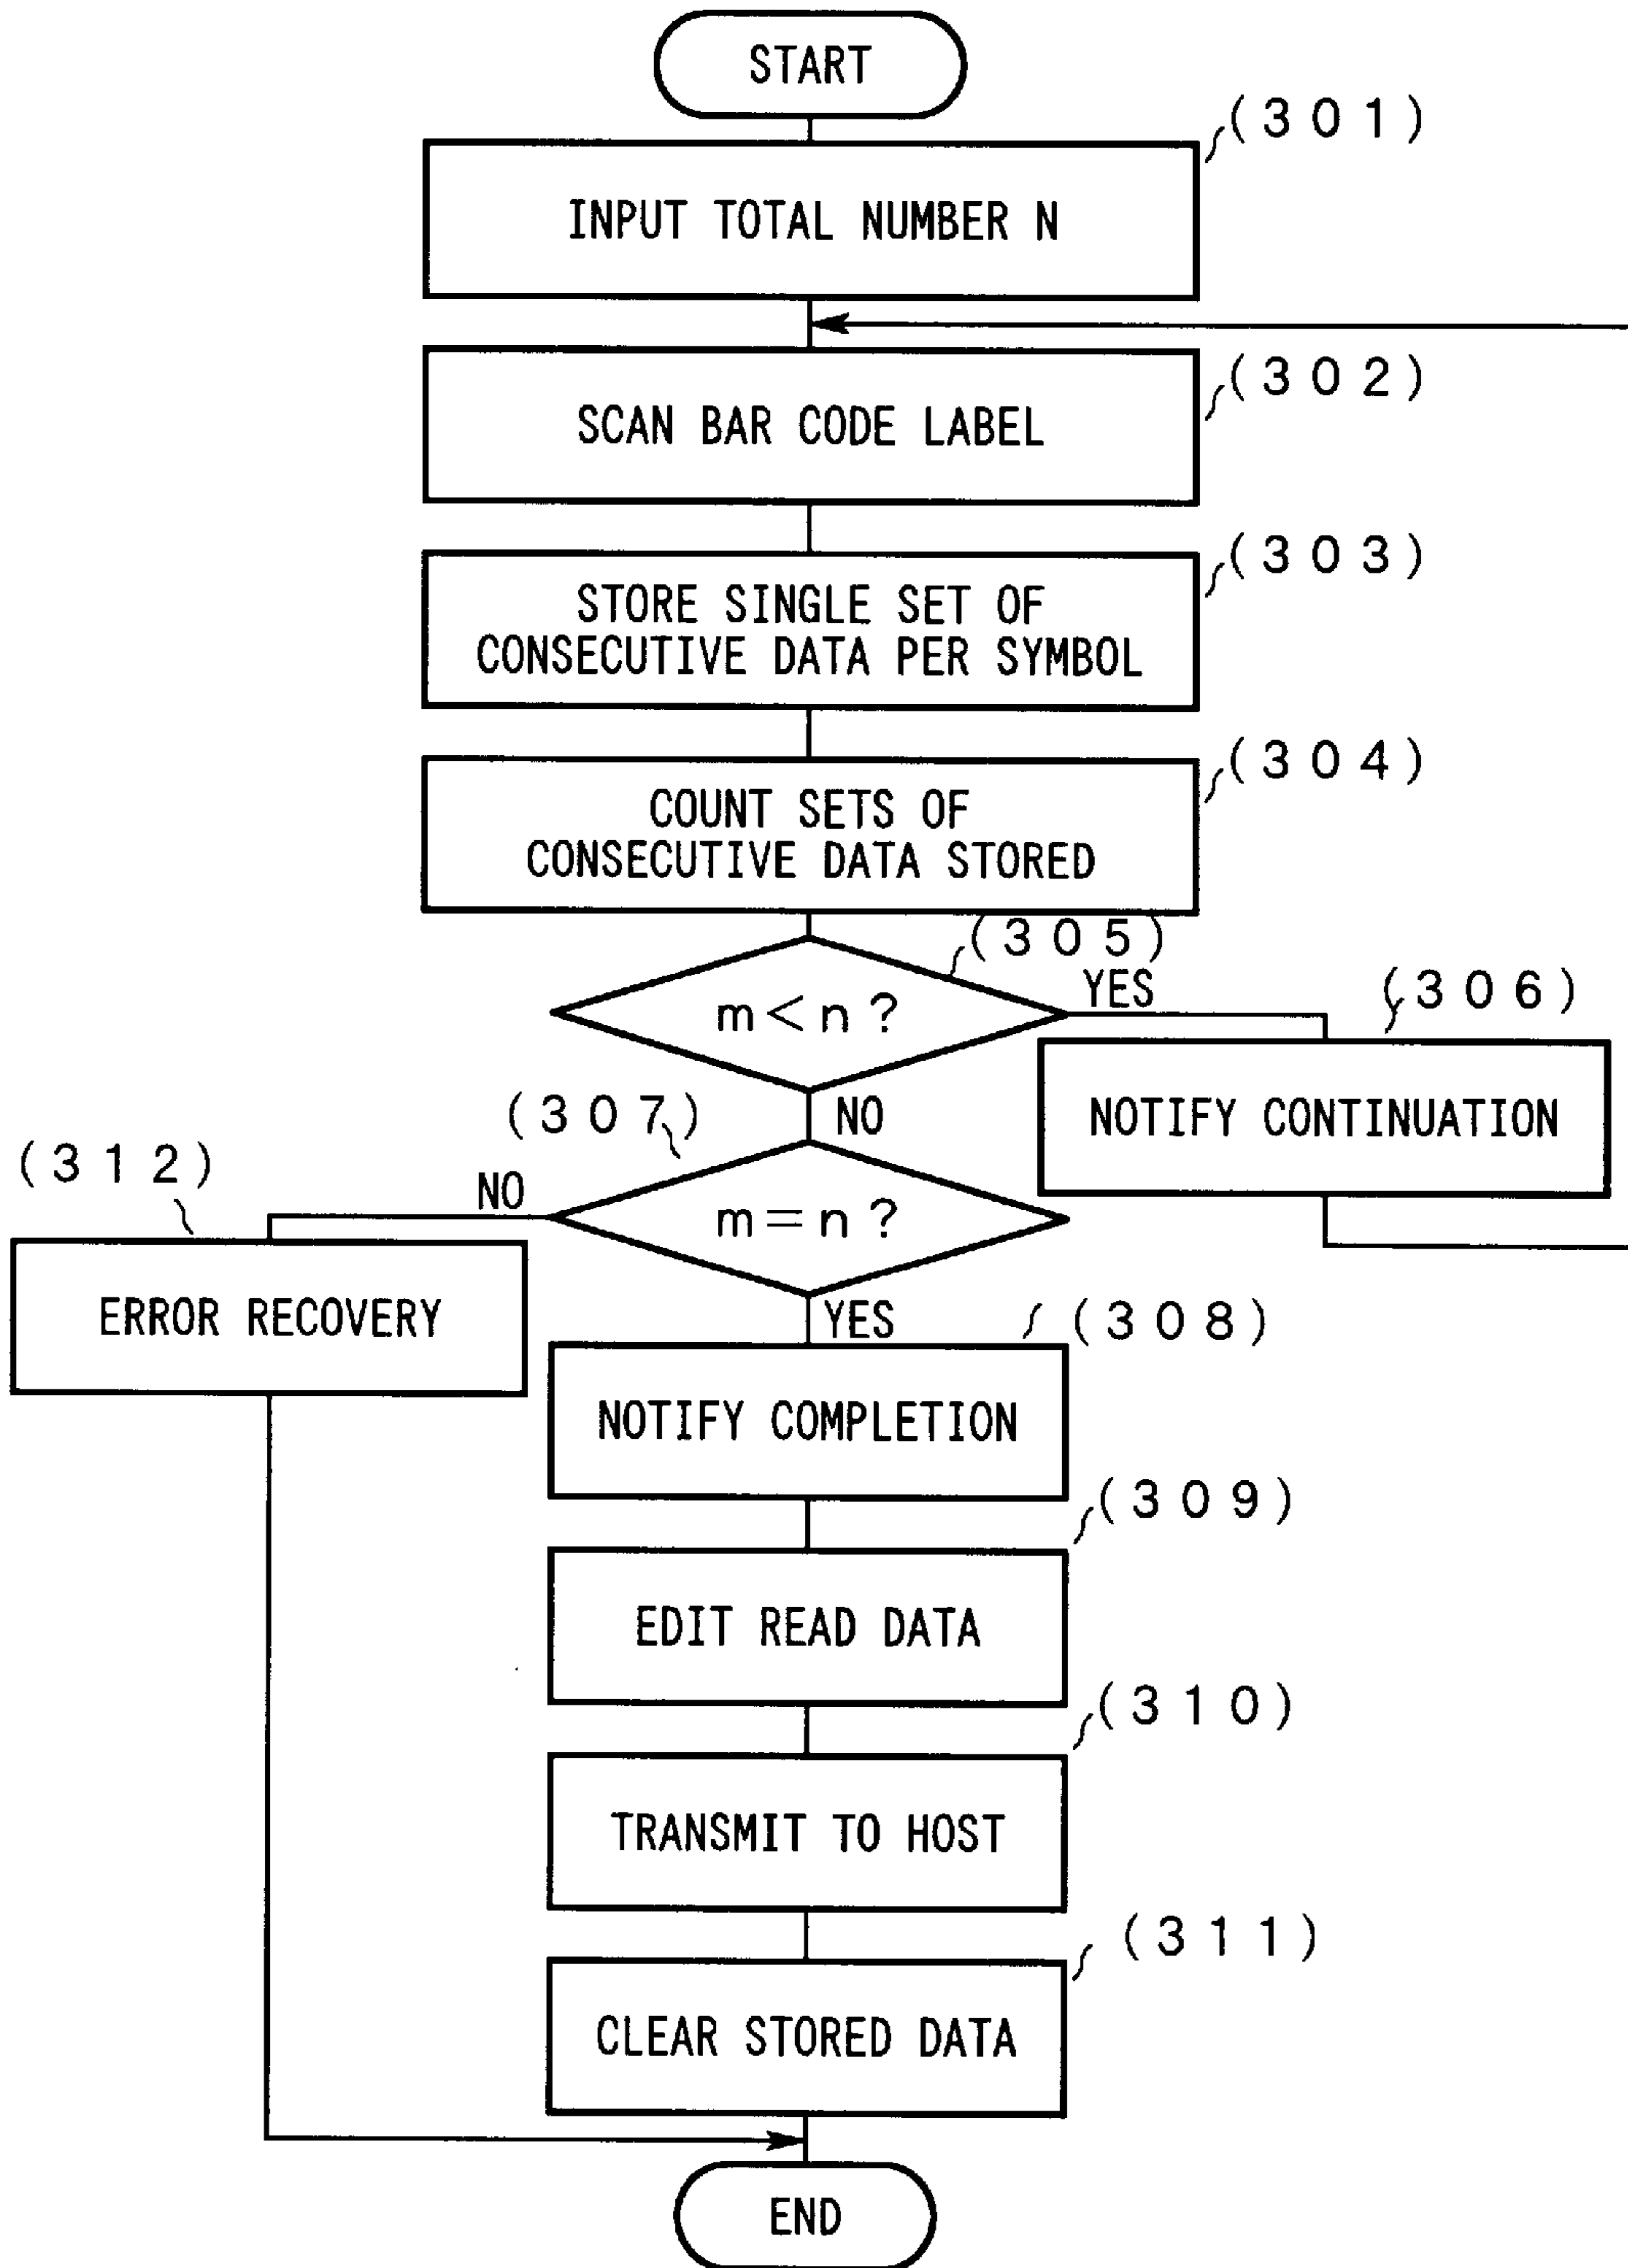 START
(301)
INPUT TOTAL NUMBER N
(302)
SCAN BAR CODE LABEL
(303)
STORE SINGLE SET OF
CONSECUTIVE DATA PER SYMBOL
(304)
COUNT SETS OF
CONSECUTIVE DATA STORED
(305)
m<n?
YES
(306)
NOTIFY CONTINUATION
NO
(307)
m=n?
NO
(312)
ERROR RECOVERY
YES
(308)
NOTIFY COMPLETION
(309)
EDIT READ DATA
(310)
TRANSMIT TO HOST
(311)
CLEAR STORED DATA
END